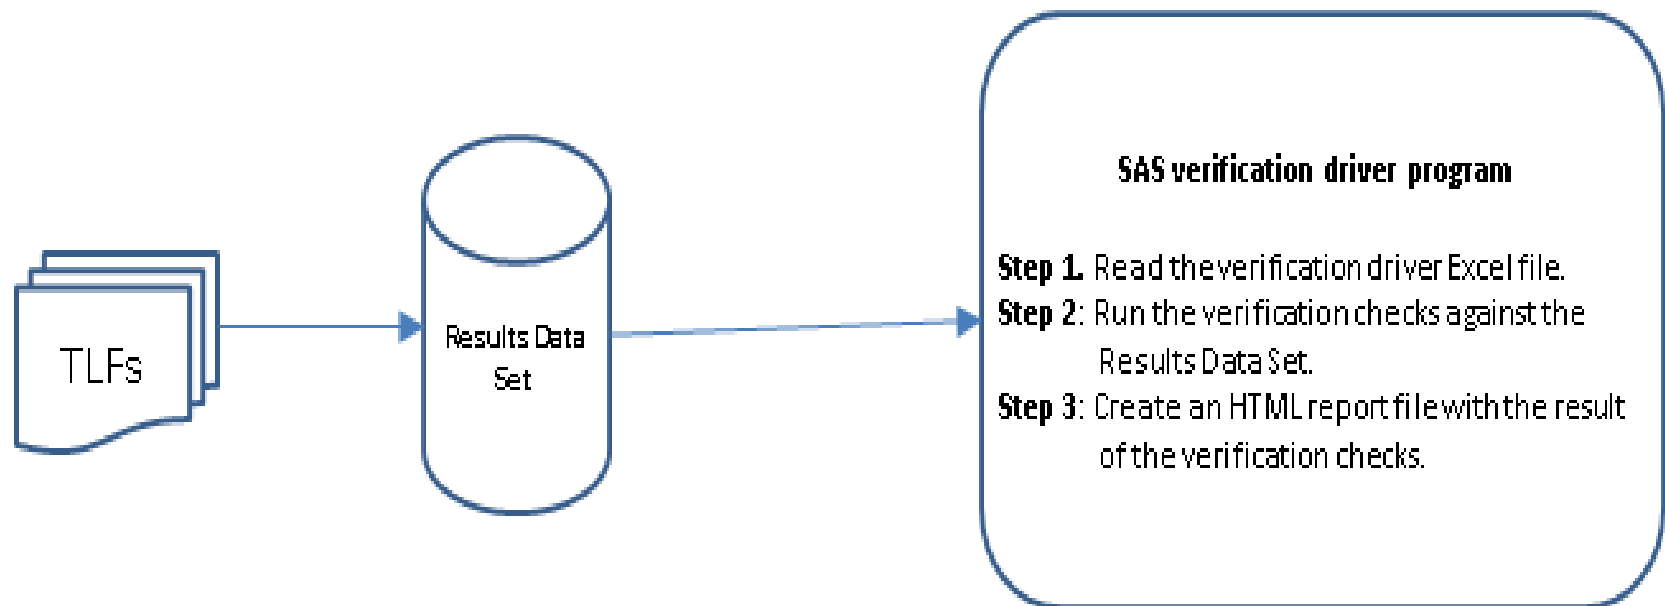 TLFs
Results Data
Set
SAS verification driver program
Step 1. Read the verification driver Excel file.
Step 2: Run the verification checks against the
Results Data Set.
Step 3: Create an HTML report file with the result
of the verification checks.